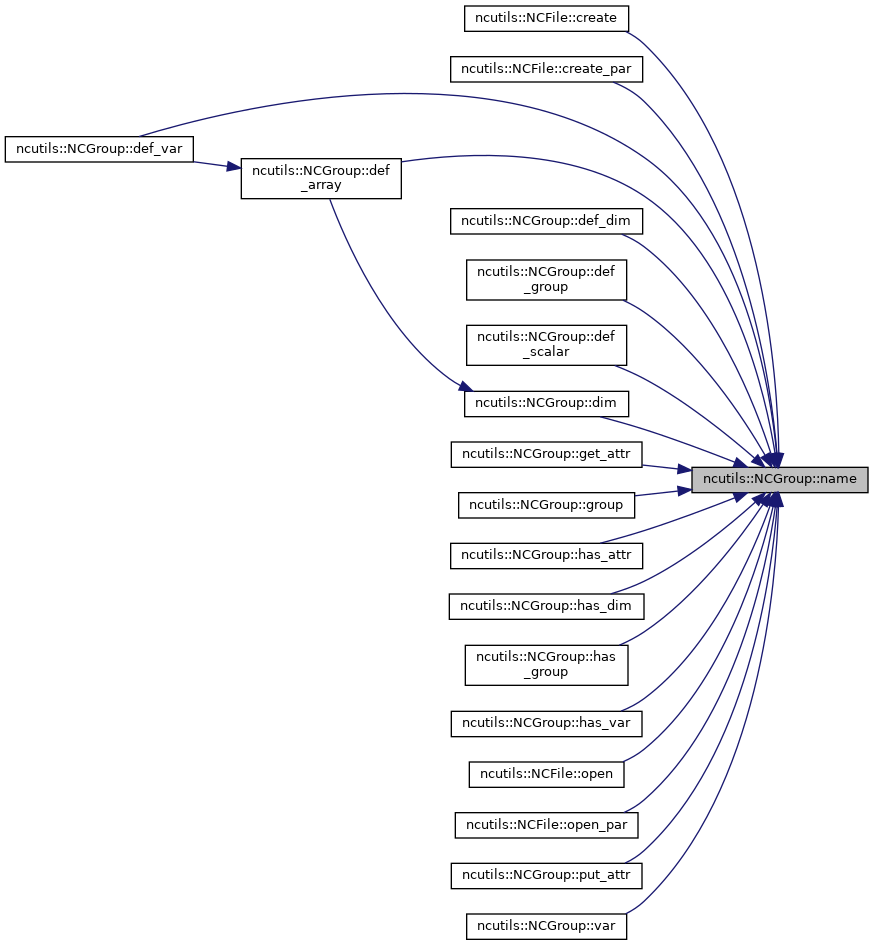 ncutils::NCFile::create
ncutils::NCFile::create_par
ncutils::NCGroup::def_var
ncutils::NCGroup::def
_array
ncutils::NCGroup::def_dim
ncutils::NCGroup::def
_group
ncutils::NCGroup::def
_scalar
ncutils::NCGroup::dim
ncutils::NCGroup::get_attr
ncutils::NCGroup::name
ncutils::NCGroup::group
ncutils::NCGroup::has_attr
ncutils::NCGroup::has_dim
ncutils::NCGroup::has
_group
ncutils::NCGroup::has_var
ncutils::NCFile::open
ncutils::NCFile::open_par
ncutils::NCGroup::put_attr
ncutils::NCGroup::var